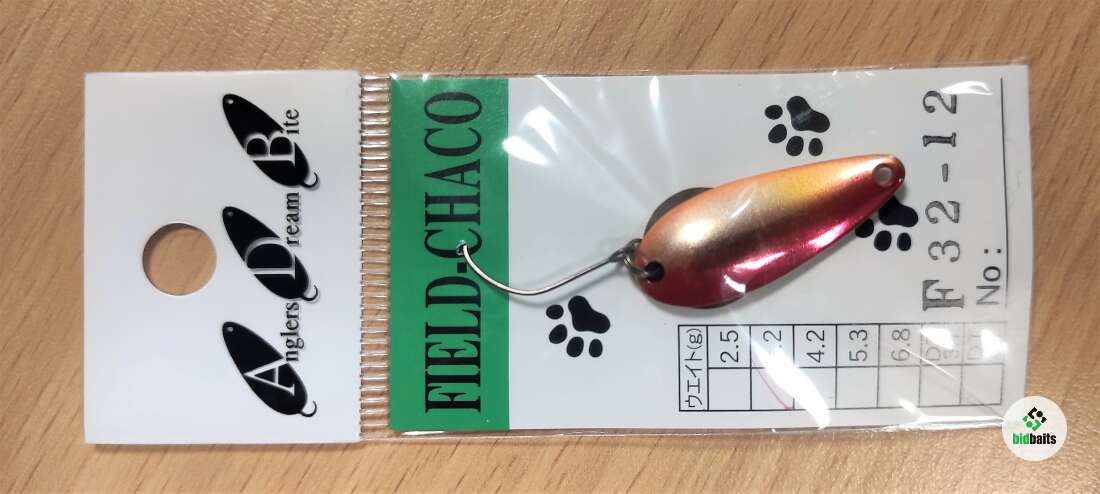 Anglers
Dream
Bite
FIELD-CHACO
No: F32-12
ウエイト(g)
2.5
4.2
5.3
6.8
bidbaits